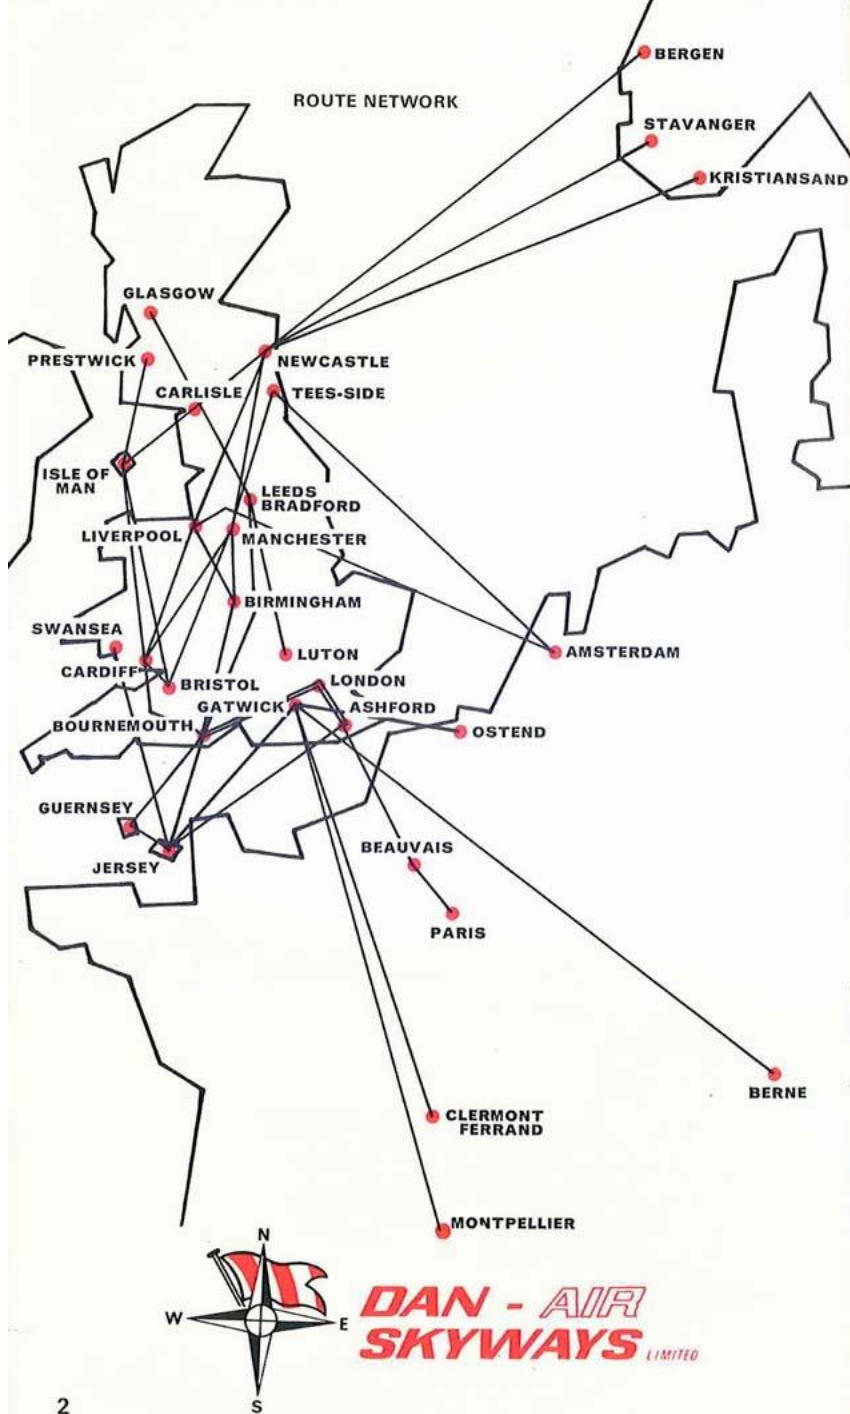 BERGEN
ROUTE NETWORK
STAVANGER
KRISTIANSAND
GLASGOW
PRESTWICK
NEWCASTLE
CARLISLE
TEES-SIDE
ISLE OF
MAN
LEEDS
BRADFORD
LIVERPOOL
MANCHESTER
BIRMINGHAM
SWANSEA
LUTON
AMSTERDAM
CARDIFF
BRISTOL
LONDON
GATWICK
ASHFORD
BOURNEMOUTH
OSTEND
GUERNSEY
JERSEY
BEAUVAIS
PARIS
BERNE
CLERMONT
FERRAND
MONTPELLIER
N
W
E
S
DAN - AIR
SKYWAYS LIMITED
2